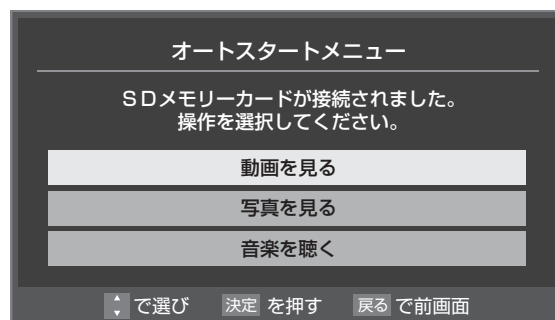 オートスタートメニュー
ＳＤメモリーカードが接続されました。
操作を選択してください。
動画を見る
写真を見る
音楽を聴く
で選び 決定 を押す 戻る で前画面